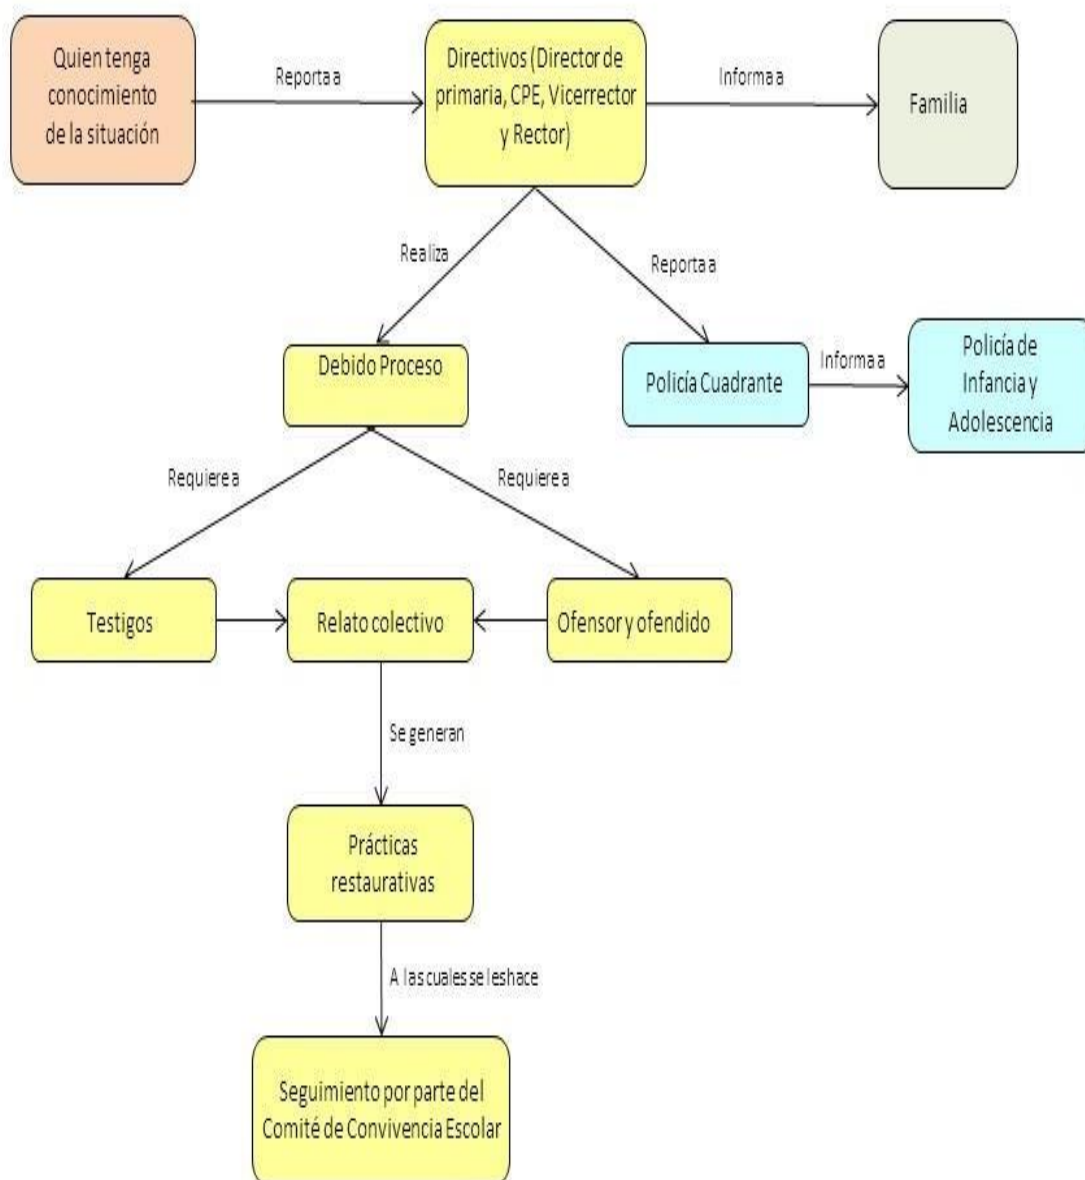 Quien tenga
conocimiento
de la situación
Reporta a
Directivos (Director de
primaria, CPE, Vicerrector
y Rector)
Informa a
Familia
Realiza
Reporta a
Debido Proceso
Policía Cuadrante
Informa a
Policía de
Infancia y
Adolescencia
Requiere a
Requiere a
Testigos
Relato colectivo
Ofensor y ofendido
Se generan
Prácticas
restaurativas
A las cuales se les hace
Seguimiento por parte del
Comité de Convivencia Escolar